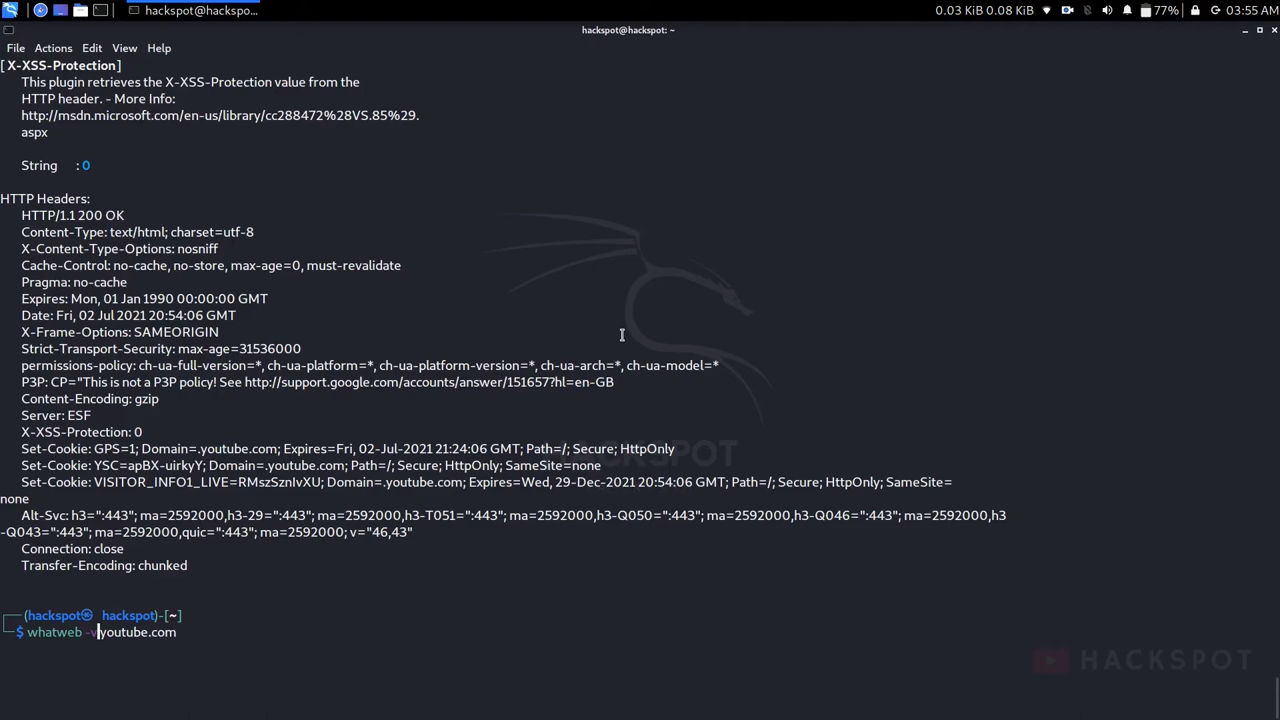 hackspot@hackspo...
0.03 KiB 0.08 KiB
77%
03:55 AM
hackspot@hackspot: ~
File Actions Edit View Help
[ X-XSS-Protection ]
This plugin retrieves the X-XSS-Protection value from the
HTTP header. - More Info:
http://msdn.microsoft.com/en-us/library/cc288472%28VS.85%29.
aspx
String : 0
HTTP Headers:
HTTP/1.1 200 OK
Content-Type: text/html; charset=utf-8
X-Content-Type-Options: nosniff
Cache-Control: no-cache, no-store, max-age=0, must-revalidate
Pragma: no-cache
Expires: Mon, 01 Jan 1990 00:00:00 GMT
Date: Fri, 02 Jul 2021 20:54:06 GMT
X-Frame-Options: SAMEORIGIN
Strict-Transport-Security: max-age=31536000
permissions-policy: ch-ua-full-version=*, ch-ua-platform=*, ch-ua-platform-version=*, ch-ua-arch=*, ch-ua-model=*
P3P: CP="This is not a P3P policy! See http://support.google.com/accounts/answer/151657?hl=en-GB
Content-Encoding: gzip
Server: ESF
X-XSS-Protection: 0
Set-Cookie: GPS=1; Domain=.youtube.com; Expires=Fri, 02-Jul-2021 21:24:06 GMT; Path=/; Secure; HttpOnly
HACKSPOT
Set-Cookie: YSC=apBX-uirkyY; Domain=.youtube.com; Path=/; Secure; HttpOnly; SameSite=none
Set-Cookie: VISITOR_INFO1_LIVE=RMszSznIvXU; Domain=.youtube.com; Expires=Wed, 29-Dec-2021 20:54:06 GMT; Path=/; Secure; HttpOnly; SameSite=
none
Alt-Svc: h3=":443"; ma=2592000,h3-29=":443"; ma=2592000,h3-T051=":443"; ma=2592000,h3-Q050=":443"; ma=2592000,h3-Q046=":443"; ma=2592000,h3
-Q043=":443"; ma=2592000,quic=":443"; ma=2592000; v="46,43"
Connection: close
Transfer-Encoding: chunked
(hackspot㉿ hackspot)-[~]
$ whatweb -v youtube.com
HACKSPOT